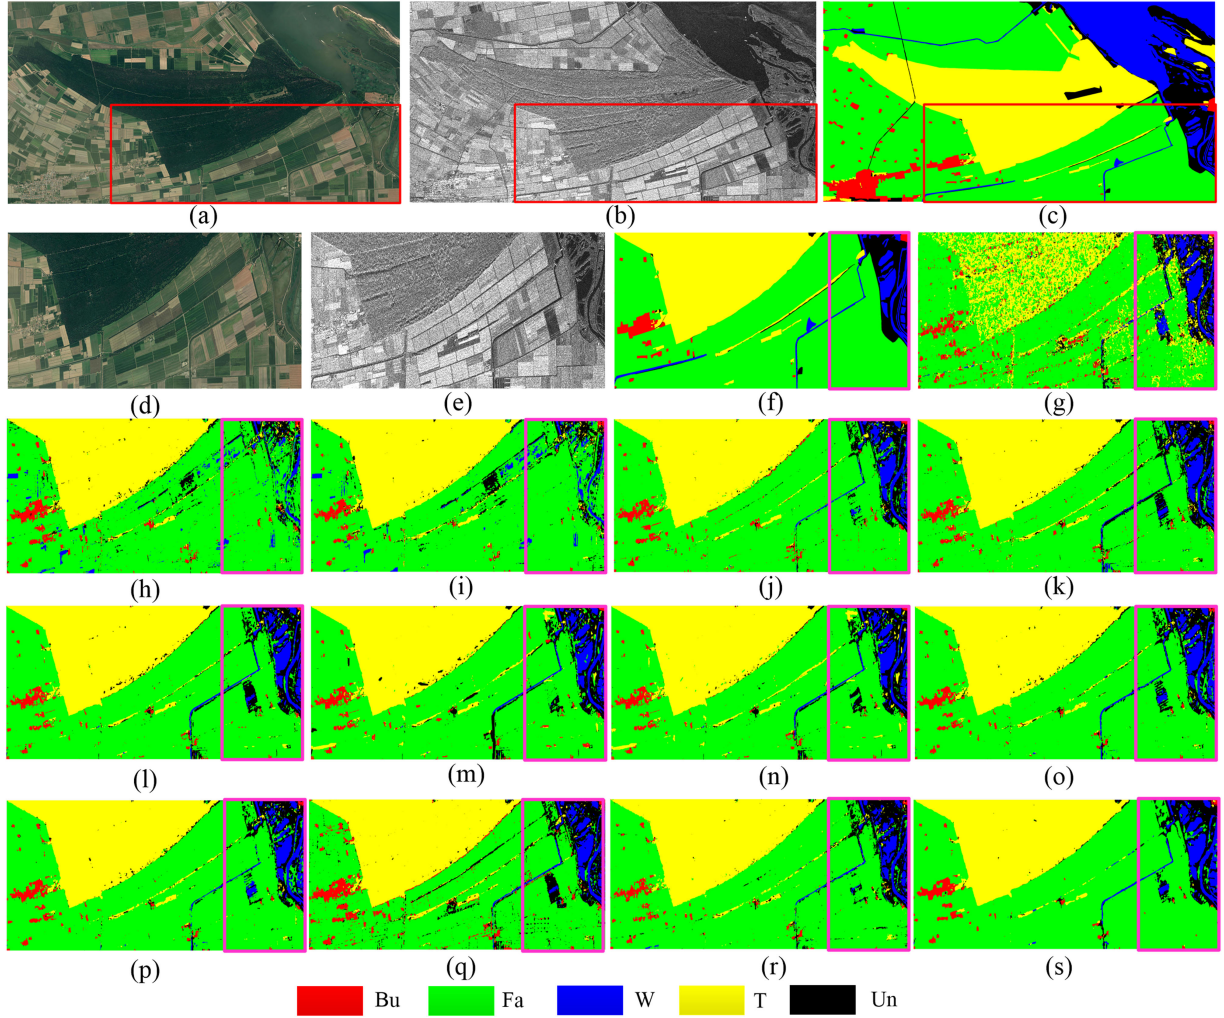 (a) (b) (c)
(d) (e) (f) (g)
(h) (i) (j) (k)
(l) (m) (n) (o)
(p) (q) (r) (s)
Bu Fa W T Un